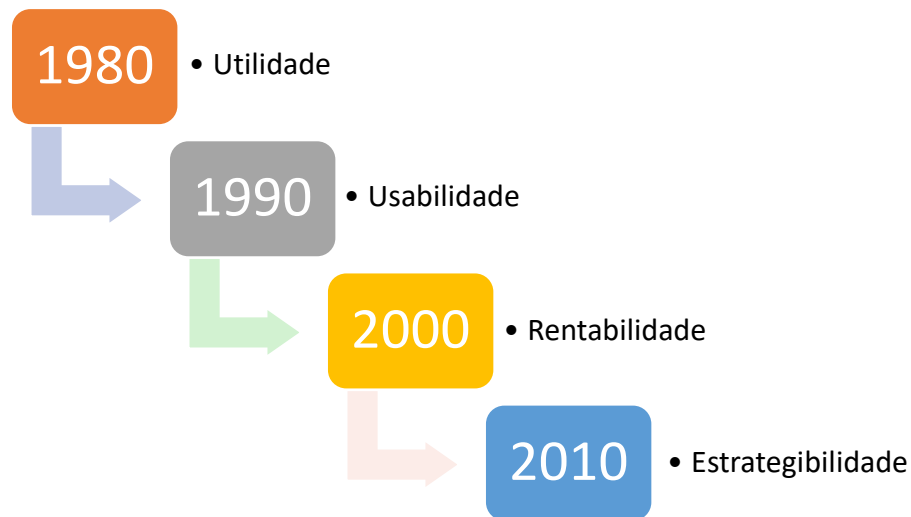 1980
• Utilidade
1990
• Usabilidade
2000
• Rentabilidade
2010
• Estrategibilidade